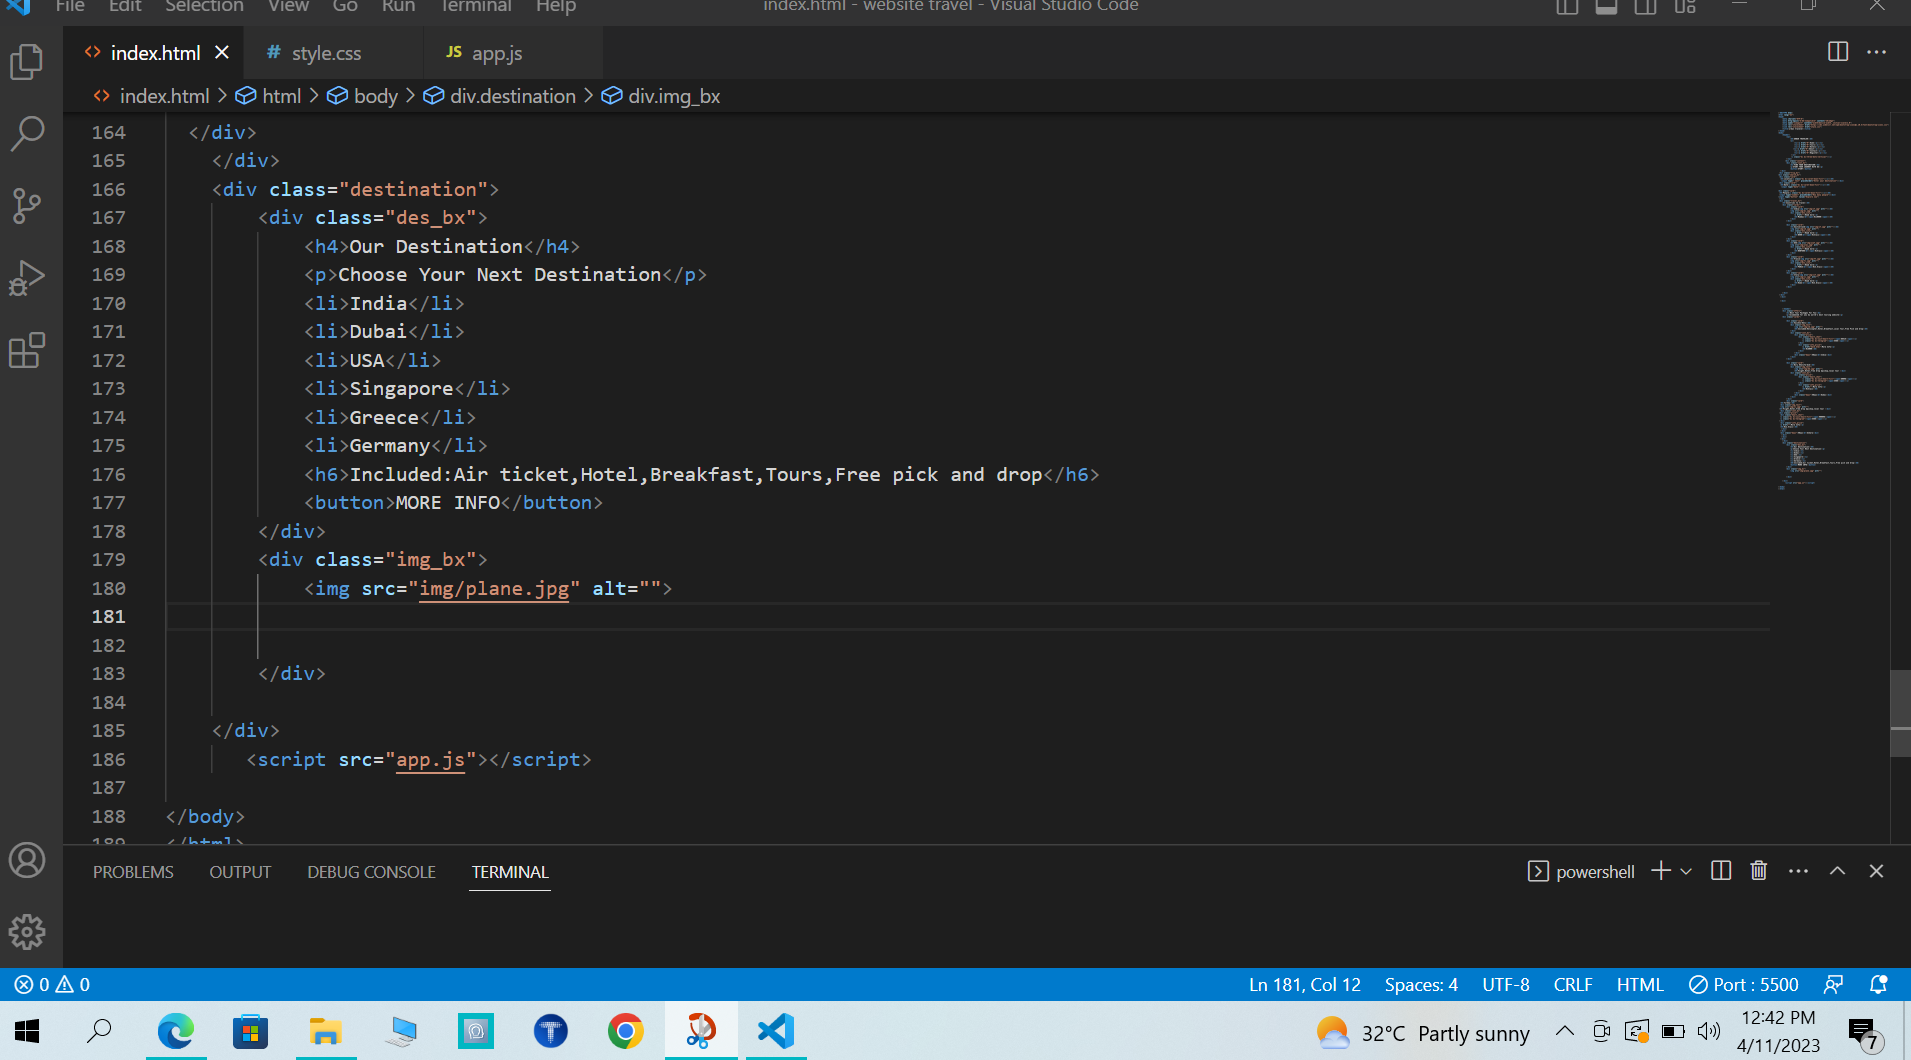 File Edit Selection View Go Run Terminal Help index.html - website travel - Visual Studio Code
index.html style.css JS app.js
index.html > html > body > div.destination > div.img_bx
164 </div>
165 </div>
166 <div class="destination">
167 <div class="des_bx">
168 <h4>Our Destination</h4>
169 <p>Choose Your Next Destination</p>
170 <li>India</li>
171 <li>Dubai</li>
172 <li>USA</li>
173 <li>Singapore</li>
174 <li>Greece</li>
175 <li>Germany</li>
176 <h6>Included:Air ticket,Hotel,Breakfast,Tours,Free pick and drop</h6>
177 <button>MORE INFO</button>
178 </div>
179 <div class="img_bx">
180 <img src="img/plane.jpg" alt="">
181
182
183 </div>
184
185 </div>
186 <script src="app.js"></script>
187
188 </body>
189 </html>
PROBLEMS OUTPUT DEBUG CONSOLE TERMINAL powershell
0 0 Ln 181, Col 12 Spaces: 4 UTF-8 CRLF HTML Port : 5500
32°C Partly sunny 12:42 PM
4/11/2023 7